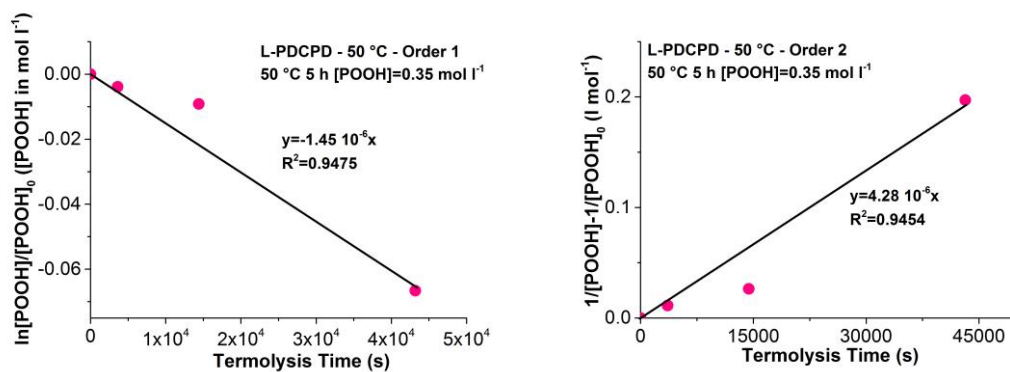 L-PDCPD - 50 °C - Order 1
50 °C 5 h [POOH]=0.35 mol l⁻¹
ln[POOH]/[POOH]₀ ([POOH] in mol l⁻¹)
0.00
-0.02
-0.04
-0.06
y=-1.45 10⁻⁶x
R²=0.9475
0 1x10⁴ 2x10⁴ 3x10⁴ 4x10⁴ 5x10⁴
Termolysis Time (s)
L-PDCPD - 50 °C - Order 2
50 °C 5 h [POOH]=0.35 mol l⁻¹
1/[POOH]-1/[POOH]₀ (l mol⁻¹)
0.2
0.1
0.0
y=4.28 10⁻⁶x
R²=0.9454
0 15000 30000 45000
Termolysis Time (s)